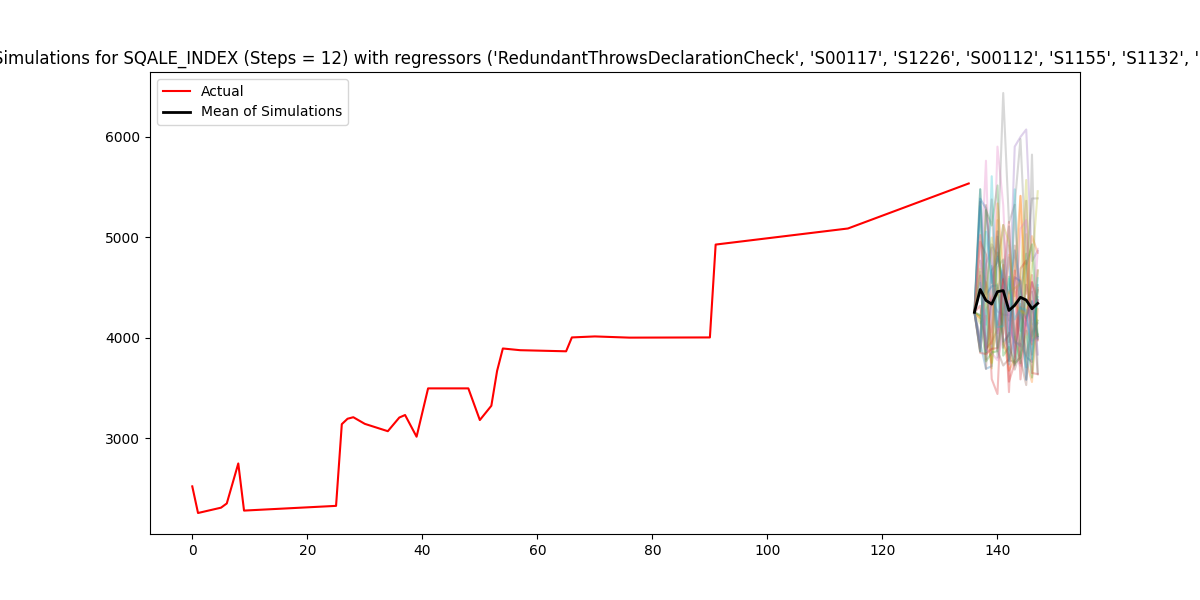 Simulations for SQALE_INDEX (Steps = 12) with regressors ('RedundantThrowsDeclarationCheck', 'S00117', 'S1226', 'S00112', 'S1155', 'S1132', '
Actual
Mean of Simulations
6000
5000
4000
3000
0 20 40 60 80 100 120 140